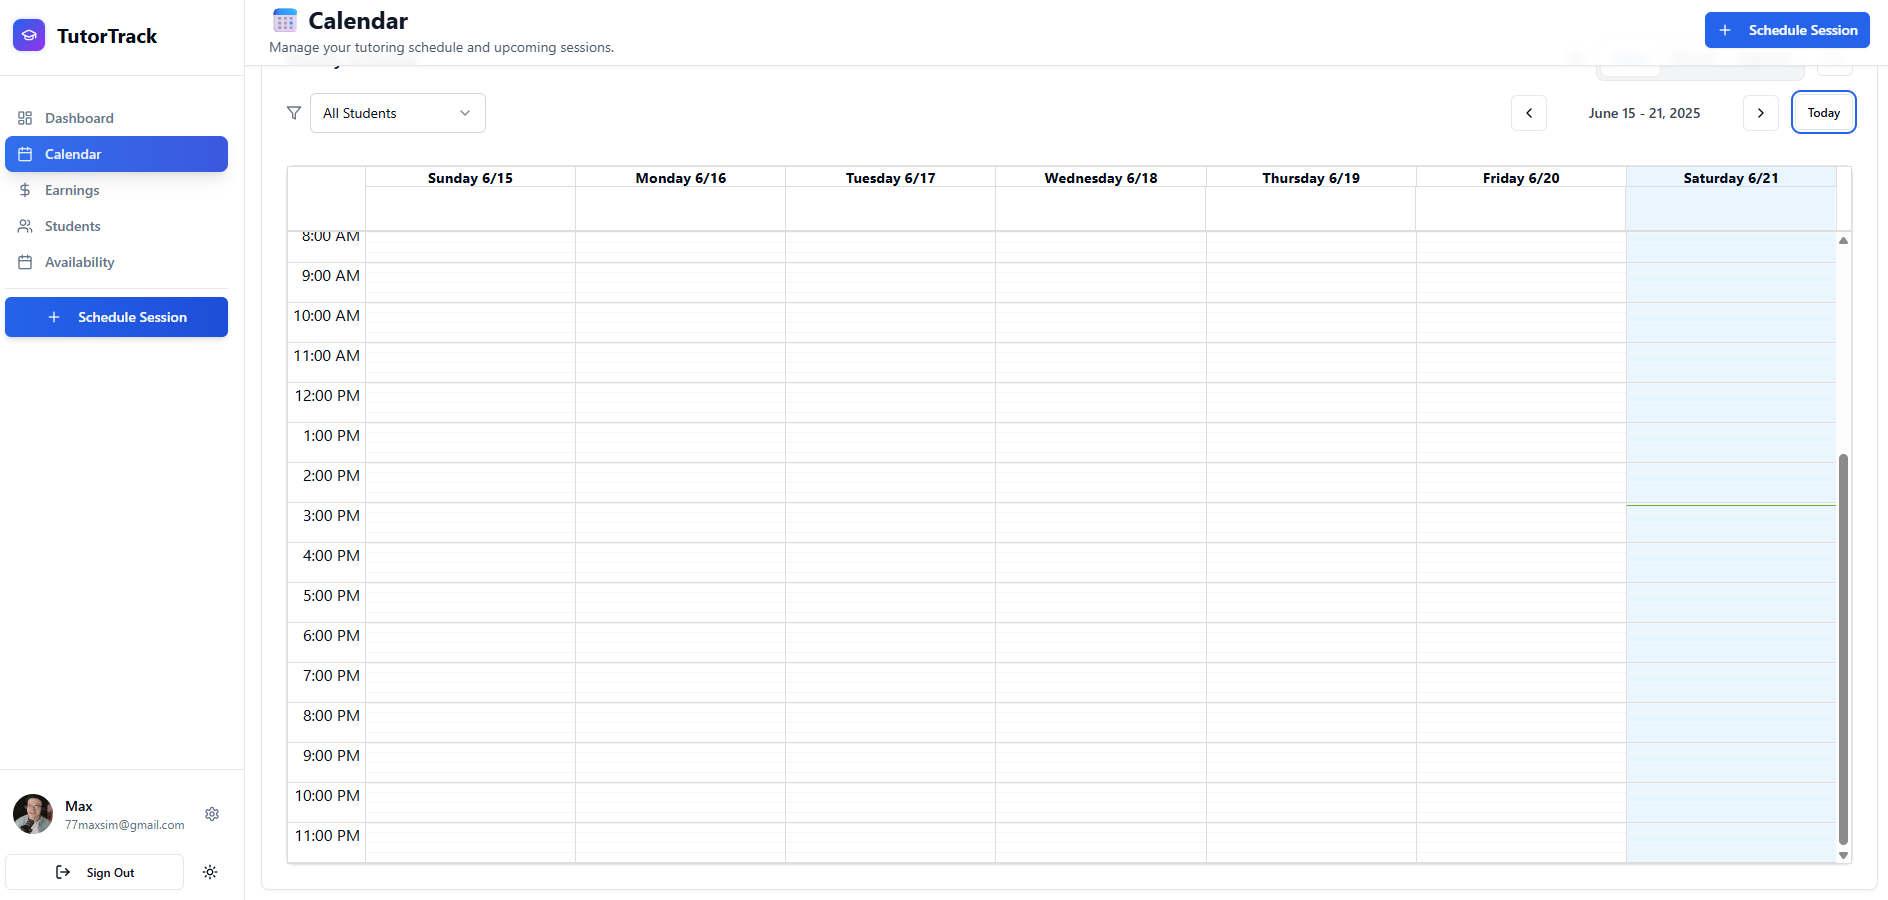 TutorTrack
Dashboard
Calendar
Earnings
Students
Availability
Schedule Session
Max
77maxsim@gmail.com
Sign Out
Calendar
Manage your tutoring schedule and upcoming sessions.
Schedule Session
All Students
June 15 - 21, 2025
Today
Sunday 6/15
Monday 6/16
Tuesday 6/17
Wednesday 6/18
Thursday 6/19
Friday 6/20
Saturday 6/21
8:00 AM
9:00 AM
10:00 AM
11:00 AM
12:00 PM
1:00 PM
2:00 PM
3:00 PM
4:00 PM
5:00 PM
6:00 PM
7:00 PM
8:00 PM
9:00 PM
10:00 PM
11:00 PM